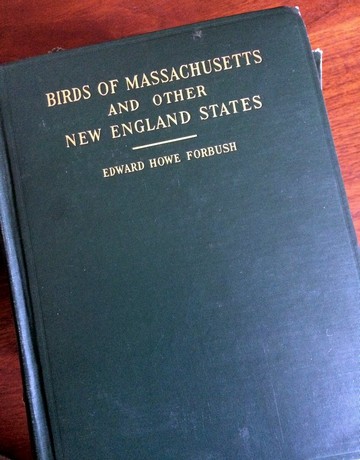 BIRDS OF MASSACHUSETTS
AND OTHER
NEW ENGLAND STATES
EDWARD HOWE FORBUSH